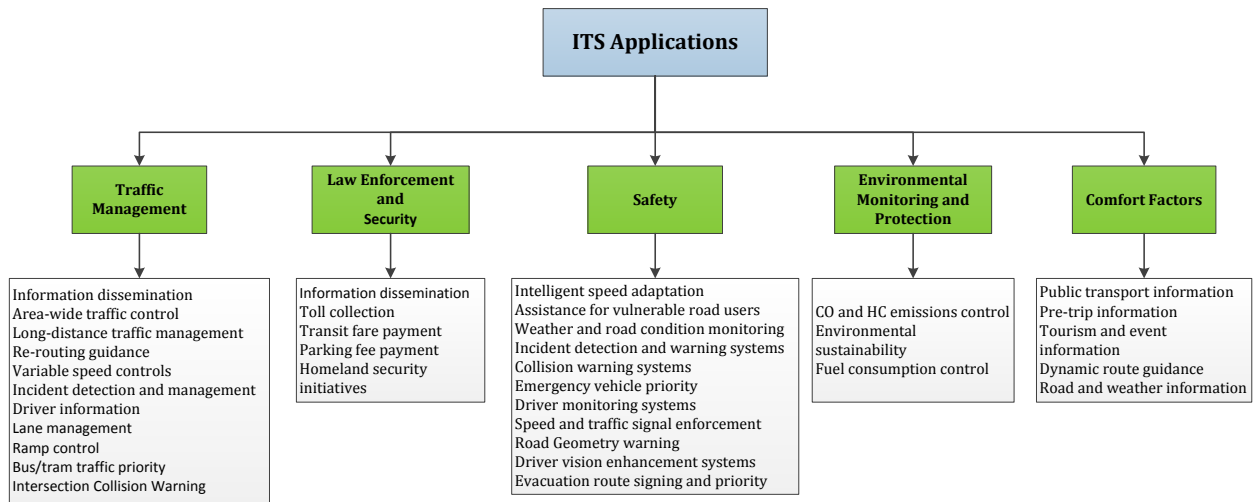 ITS Applications
Traffic
Management
Law Enforcement
and
Security
Safety
Environmental
Monitoring and
Protection
Comfort Factors
Information dissemination
Area-wide traffic control
Long-distance traffic management
Re-routing guidance
Variable speed controls
Incident detection and management
Driver information
Lane management
Ramp control
Bus/tram traffic priority
Intersection Collision Warning
Information dissemination
Toll collection
Transit fare payment
Parking fee payment
Homeland security
initiatives
Intelligent speed adaptation
Assistance for vulnerable road users
Weather and road condition monitoring
Incident detection and warning systems
Collision warning systems
Emergency vehicle priority
Driver monitoring systems
Speed and traffic signal enforcement
Road Geometry warning
Driver vision enhancement systems
Evacuation route signing and priority
CO and HC emissions control
Environmental
sustainability
Fuel consumption control
Public transport information
Pre-trip information
Tourism and event
information
Dynamic route guidance
Road and weather information